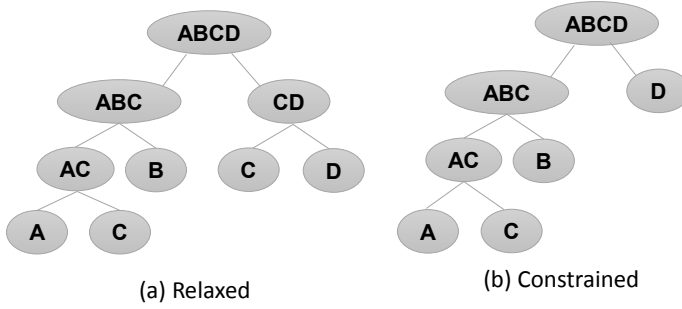 ABCD
ABC
CD
AC
B
C
D
A
C
(a) Relaxed
ABCD
ABC
D
AC
B
A
C
(b) Constrained